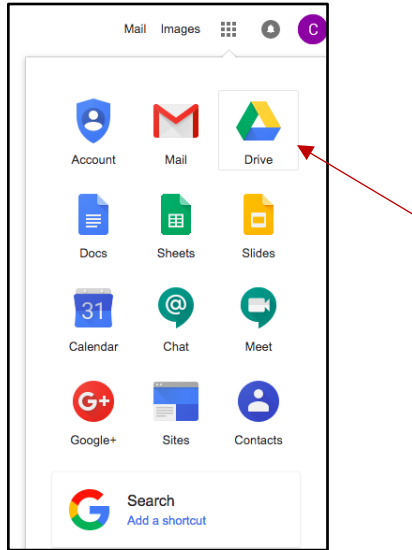 Mail Images C
Account Mail Drive
Docs Sheets Slides
31
Calendar Chat Meet
G+
Google+ Sites Contacts
G Search
Add a shortcut